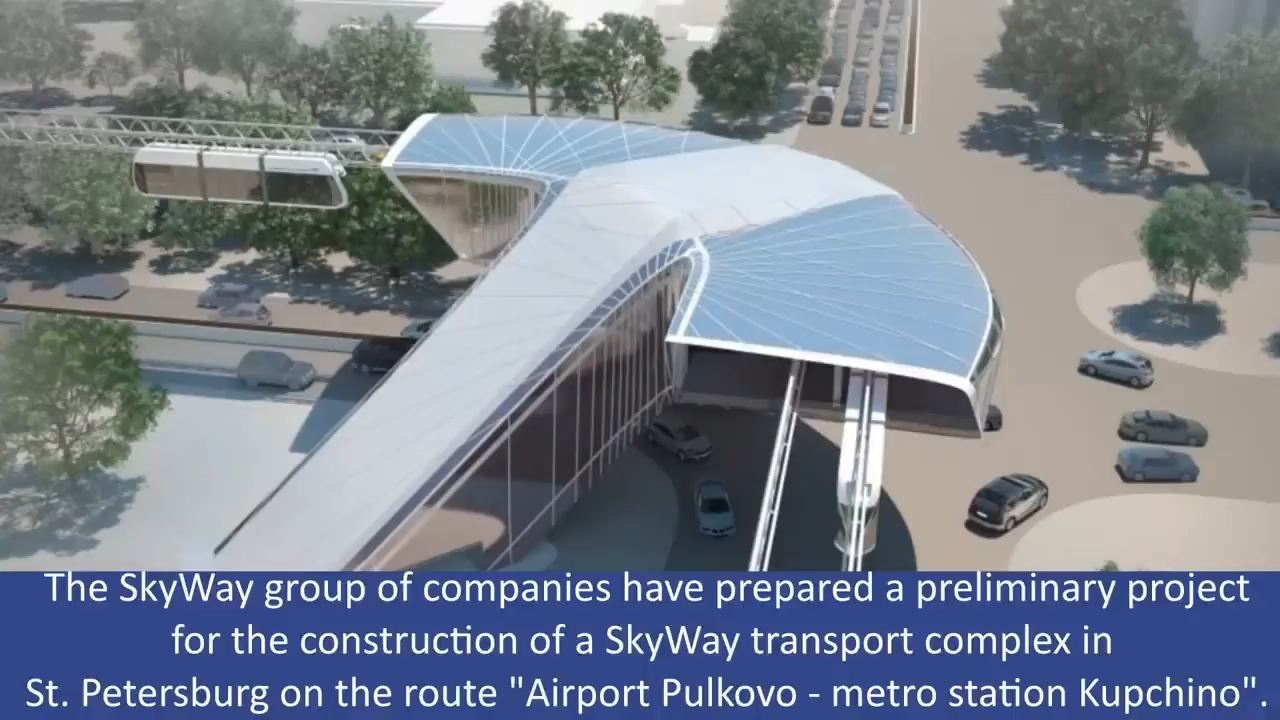 The SkyWay group of companies have prepared a preliminary project
for the construction of a SkyWay transport complex in
St. Petersburg on the route "Airport Pulkovo - metro station Kupchino".